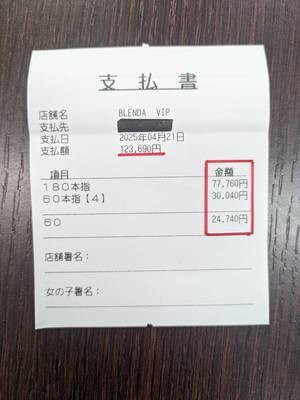 支払書
店舗名 BLENDA VIP
支払先
支払日 2025年04月21日
支払額 123,690円
項目 金額
180本指 77,760円
60本指【4】 30,040円
60 24,740円
店舗署名：
女の子署名：